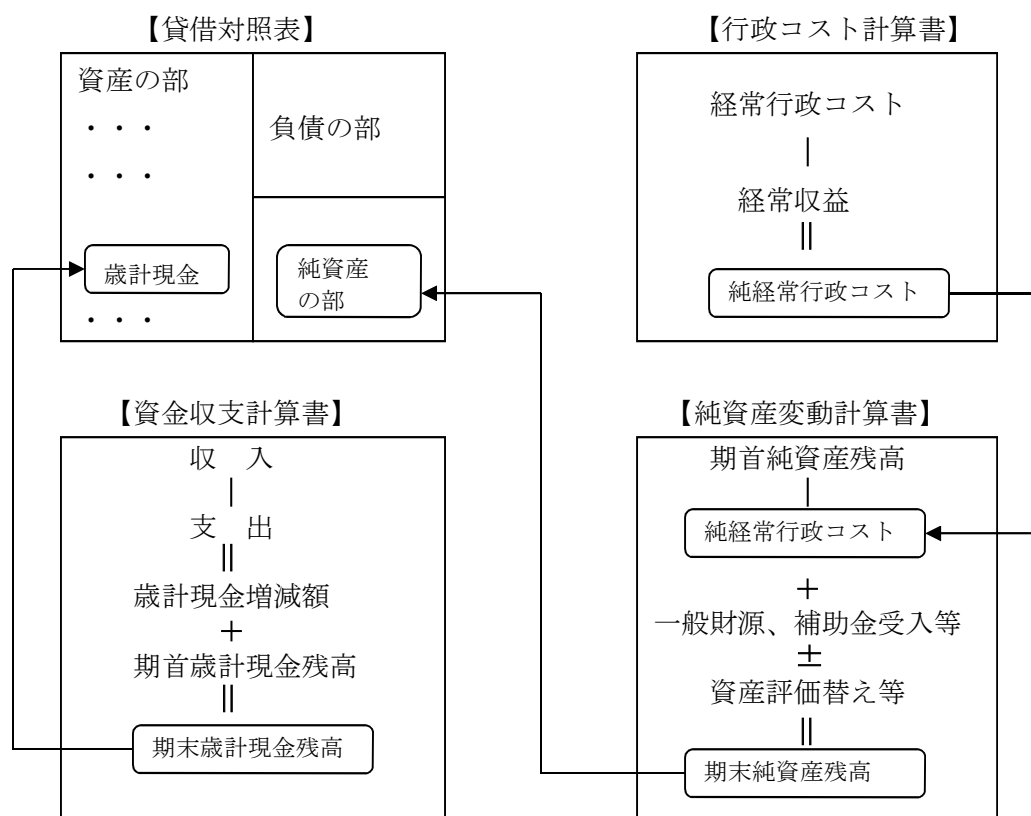 【貸借対照表】
資産の部
・・・
・・・
歳計現金
・・・
負債の部
純資産
の部
【行政コスト計算書】
経常行政コスト
｜
経常収益
||
純経常行政コスト
【資金収支計算書】
収　入
｜
支　出
||
歳計現金増減額
＋
期首歳計現金残高
||
期末歳計現金残高
【純資産変動計算書】
期首純資産残高
｜
純経常行政コスト
＋
一般財源、補助金受入等
±
資産評価替え等
||
期末純資産残高